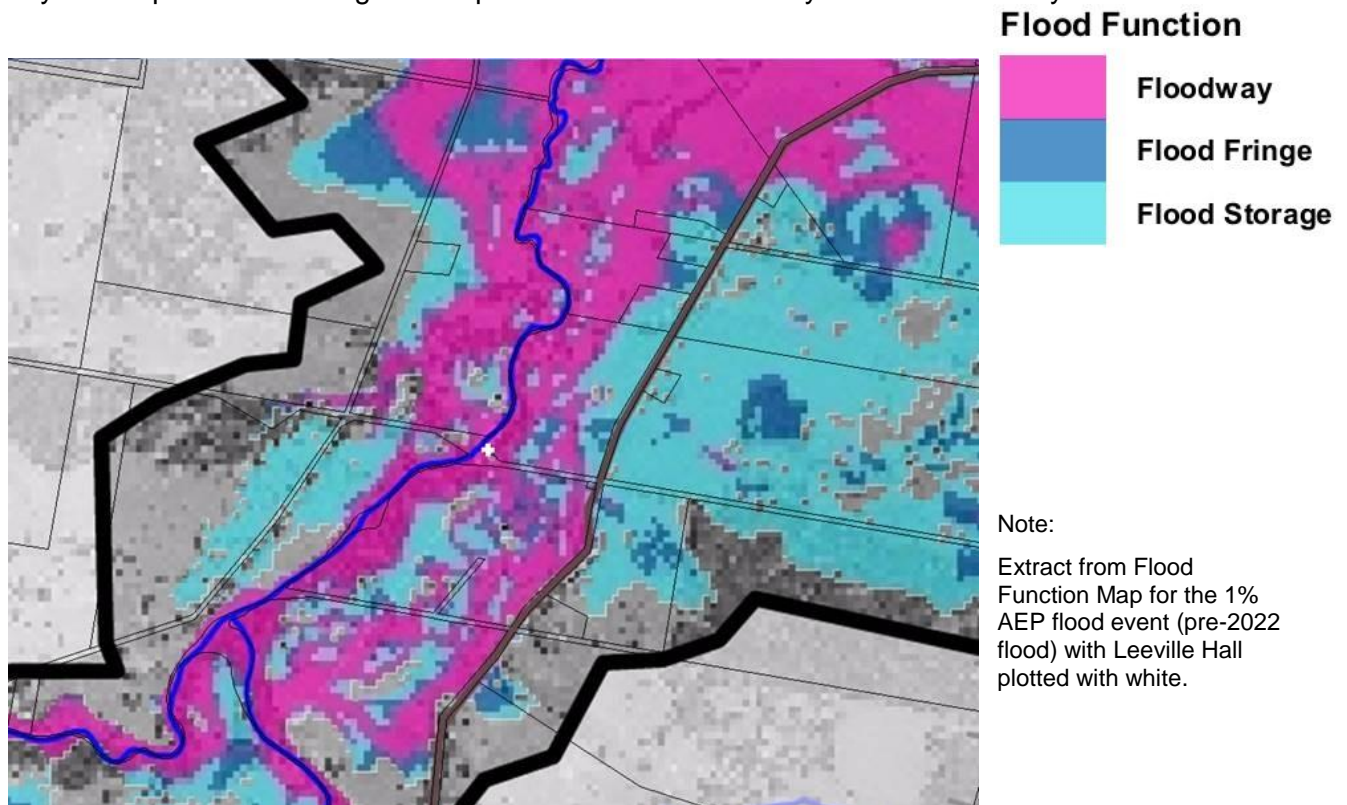 Flood Function
Floodway
Flood Fringe
Flood Storage
Note:
Extract from Flood
Function Map for the 1%
AEP flood event (pre-2022
flood) with Leeville Hall
plotted with white.